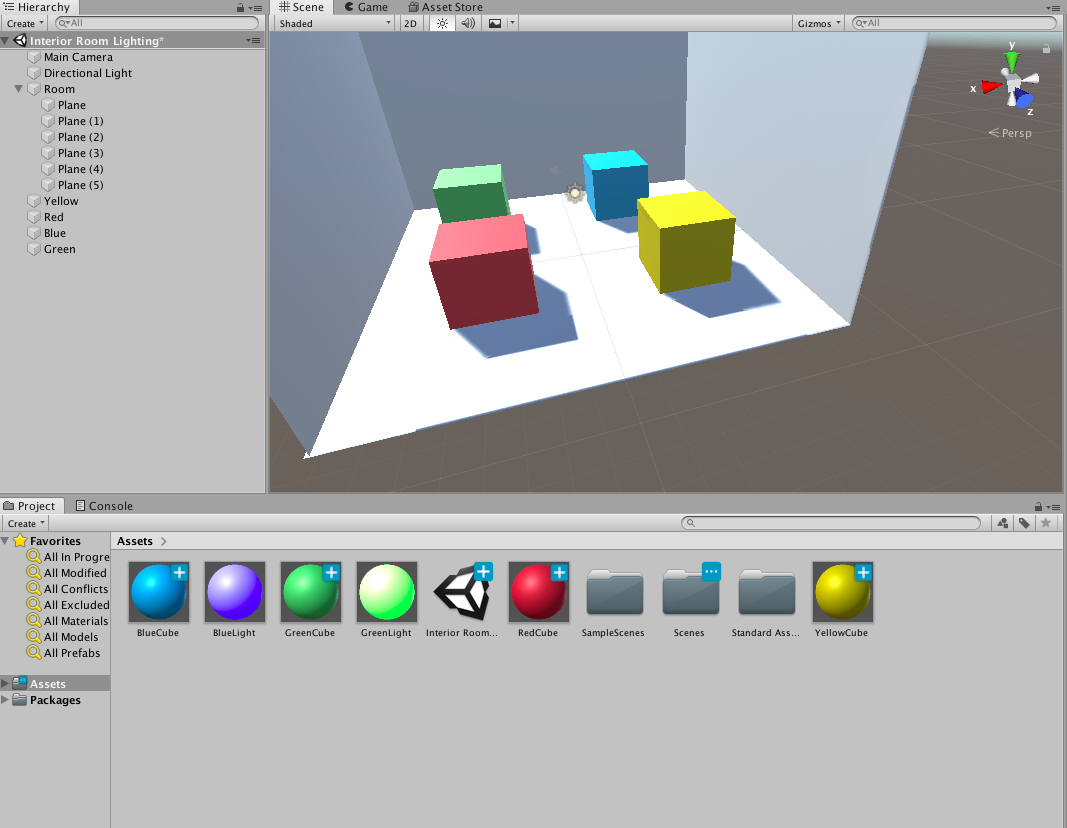 Hierarchy
Create All
Interior Room Lighting*
Main Camera
Directional Light
Room
Plane
Plane (1)
Plane (2)
Plane (3)
Plane (4)
Plane (5)
Yellow
Red
Blue
Green
Scene Game Asset Store
Shaded 2D Gizmos All
y
x
z
Persp
Project Console
Create
Favorites
All In Progre
All Modified
All Conflicts
All Excluded
All Materials
All Models
All Prefabs
Assets
Packages
Assets
BlueCube BlueLight GreenCube GreenLight Interior Room... RedCube SampleScenes Scenes Standard Ass... YellowCube